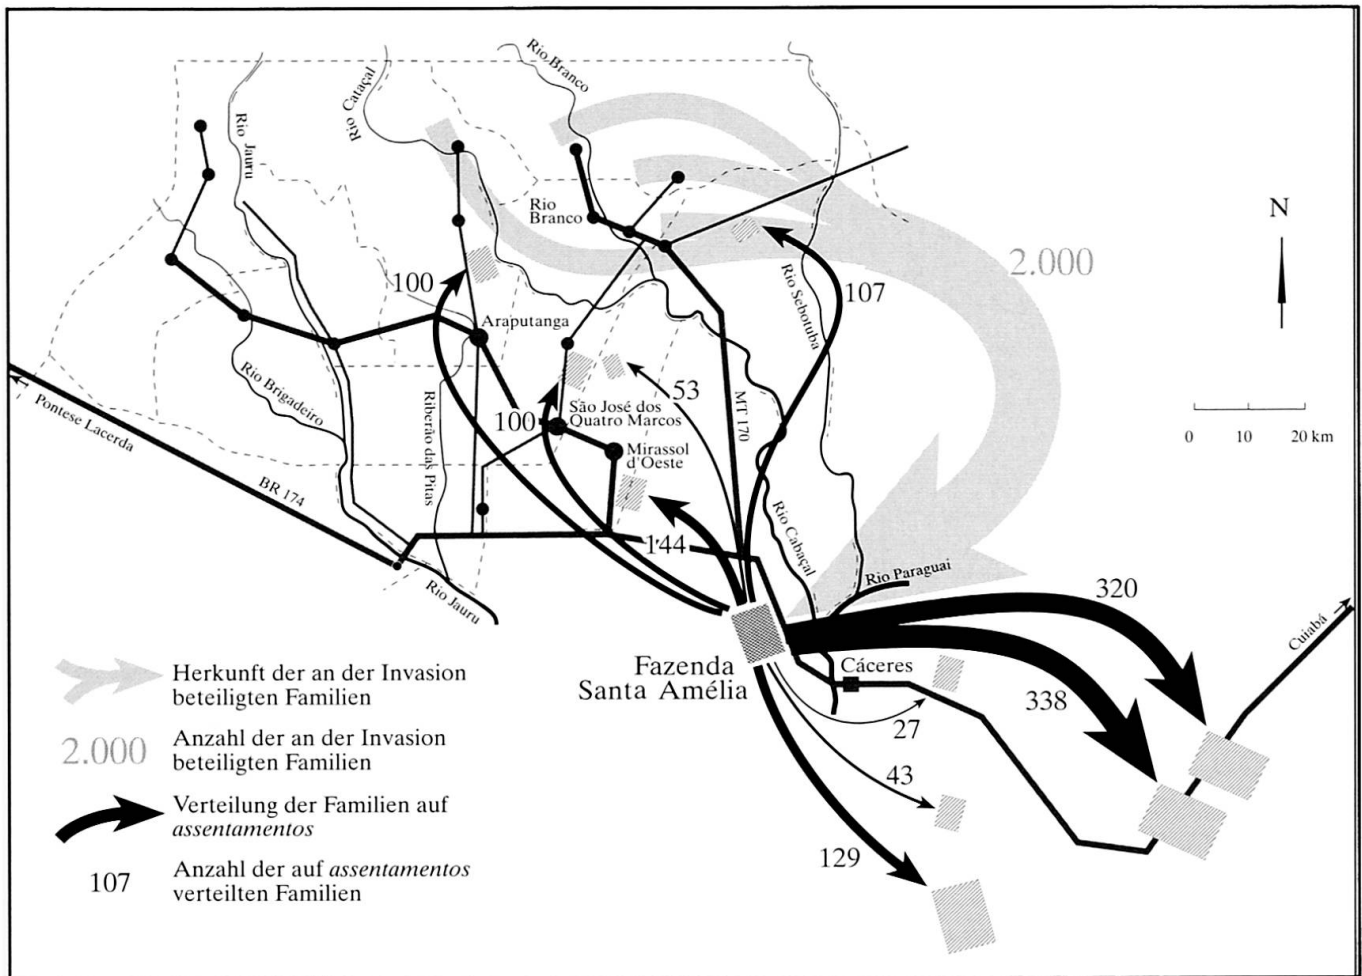 Rio Branco
Rio Cataçal
Rio Jauru
Rio
Branco
N
2.000
100
107
Rio Sebotuba
Araputanga
53
MT 170
Rio Brigadeiro
Riberão das Pitas
100
São José dos
Quatro Marcos
Mirassol
d'Oeste
0 10 20 km
Pontese Lacerda
BR 174
Rio Cabaçal
144
Rio Paraguai
Rio Jauru
320
Cuiabá
Fazenda
Santa Amélia
Cáceres
338
27
43
129
Herkunft der an der Invasion
beteiligten Familien
2.000
Anzahl der an der Invasion
beteiligten Familien
Verteilung der Familien auf
assentamentos
107
Anzahl der auf assentamentos
verteilten Familien